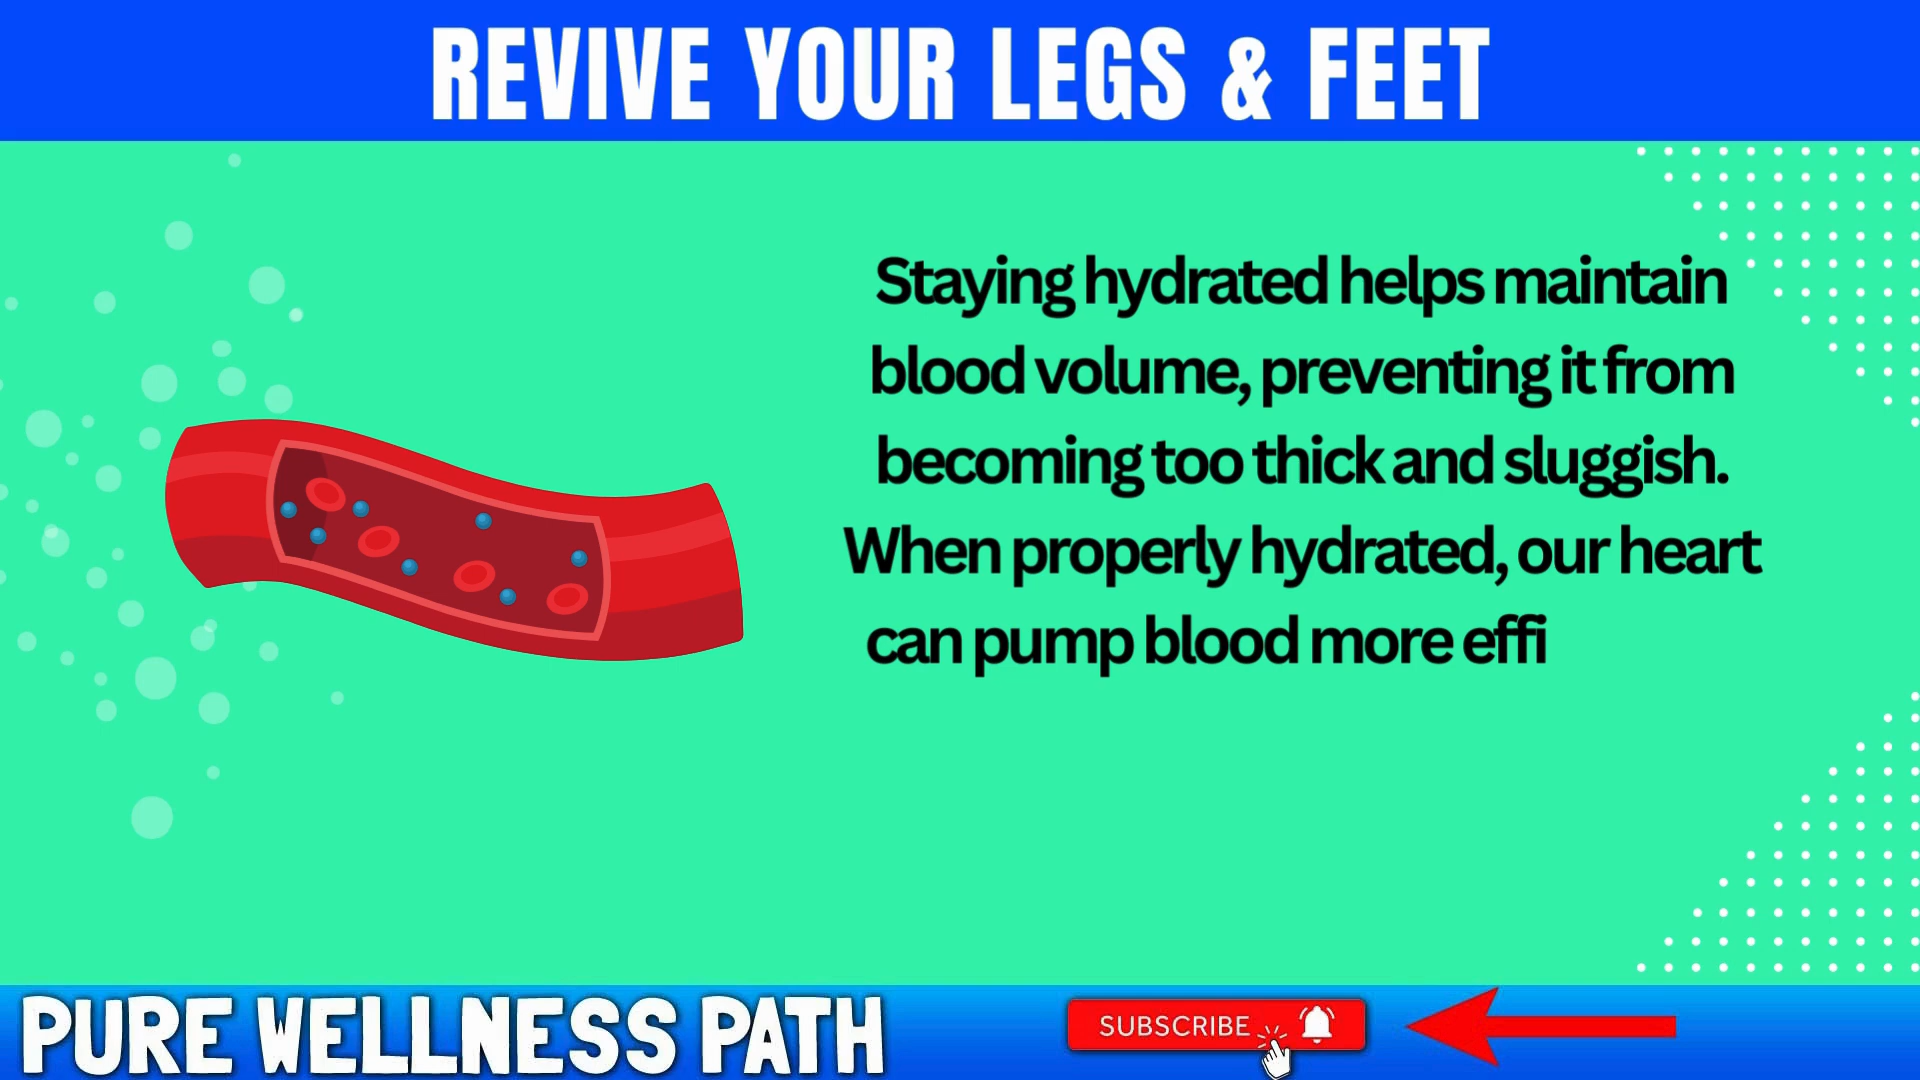 REVIVE YOUR LEGS & FEET
Staying hydrated helps maintain
blood volume, preventing it from
becoming too thick and sluggish.
When properly hydrated, our heart
can pump blood more effi
PURE WELLNESS PATH
SUBSCRIBE